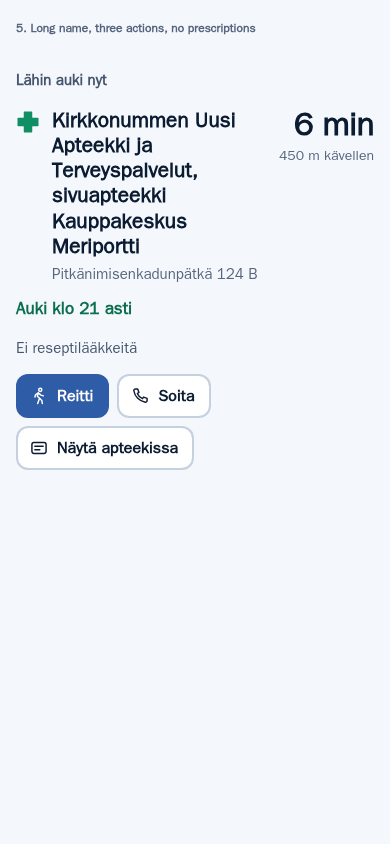 5. Long name, three actions, no prescriptions
Lähin auki nyt
Kirkkonummen Uusi
Apteekki ja
Terveyspalvelut,
sivuapteekki
Kauppakeskus
Meriportti
6 min
450 m kävellen
Pitkänimisenkadunpätkä 124 B
Auki klo 21 asti
Ei reseptilääkkeitä
Reitti
Soita
Näytä apteekissa